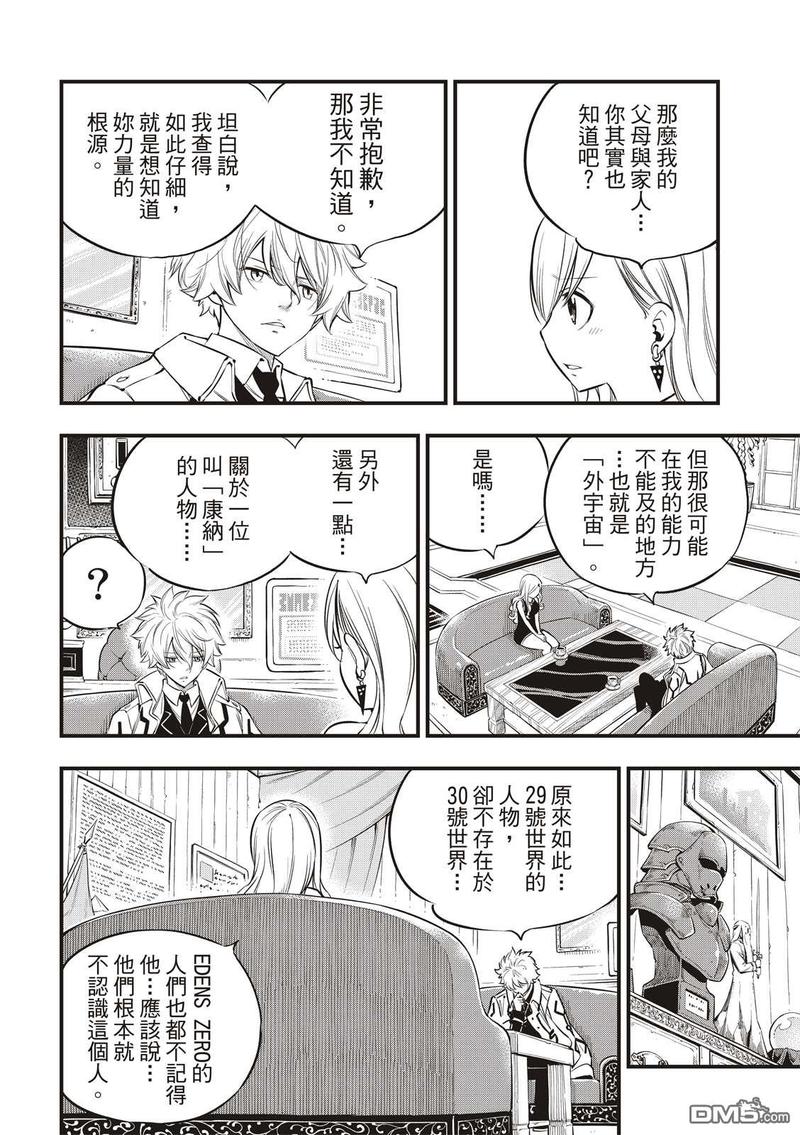 那麼我的
父母與家人…
你其實也
知道吧？
非常抱歉，
那我不知道。
坦白說，
我查得
如此仔細，
就是想知道
妳力量的
根源。
但那很可能
在我的能力
不能及的地方
…也就是
「外宇宙」。
是嗎……
另外
還有一點…
關於一位
叫「康納」
的人物……
？
原來如此…
29號世界的
人物，
卻不存在於
30號世界…
EDENS ZERO的
人們也都不記得
他…應該說…
他們根本就
不認識這個人。
DM5.com